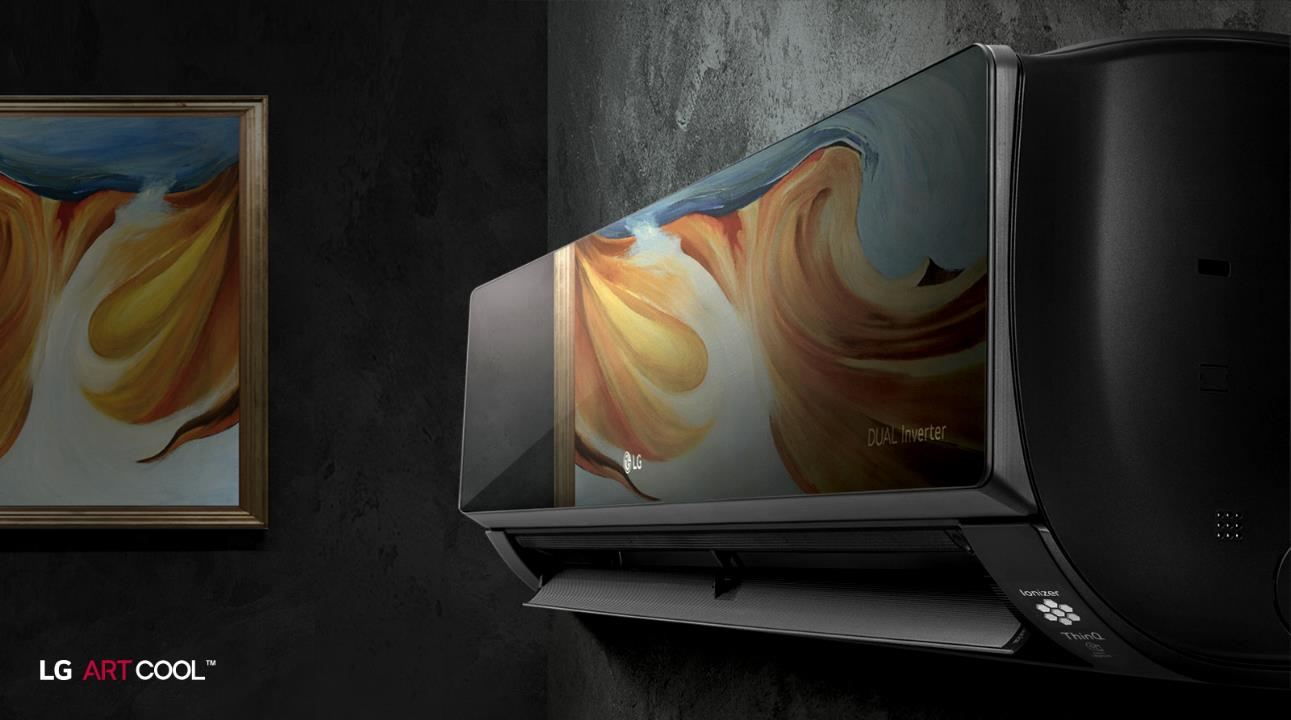 DUAL Inverter
LG
Ionizer
ThinQ
LG ARTCOOL™